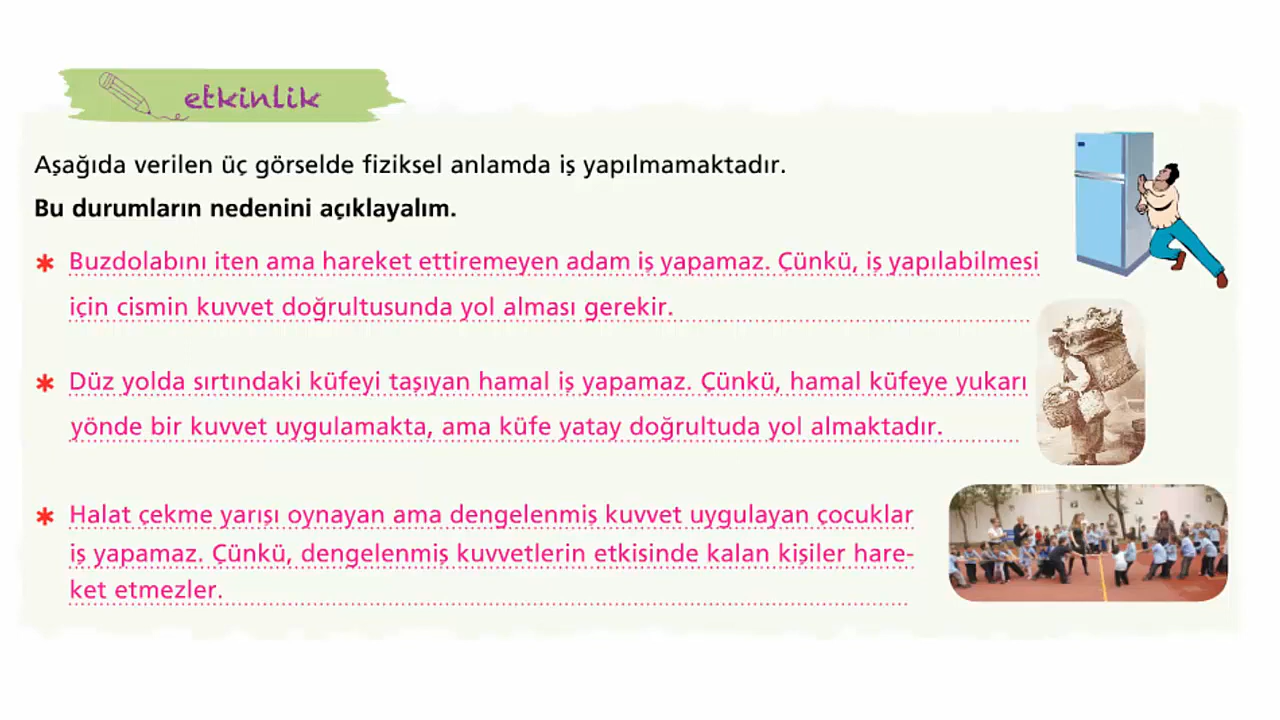 etkinlik
Aşağıda verilen üç görselde fiziksel anlamda iş yapılmamaktadır.
Bu durumların nedenini açıklayalım.
* Buzdolabını iten ama hareket ettiremeyen adam iş yapamaz. Çünkü, iş yapılabilmesi
için cismin kuvvet doğrultusunda yol alması gerekir.
* Düz yolda sırtındaki küfeyi taşıyan hamal iş yapamaz. Çünkü, hamal küfeye yukarı
yönde bir kuvvet uygulamakta, ama küfe yatay doğrultuda yol almaktadır.
* Halat çekme yarışı oynayan ama dengelenmiş kuvvet uygulayan çocuklar
iş yapamaz. Çünkü, dengelenmiş kuvvetlerin etkisinde kalan kişiler hare-
ket etmezler.